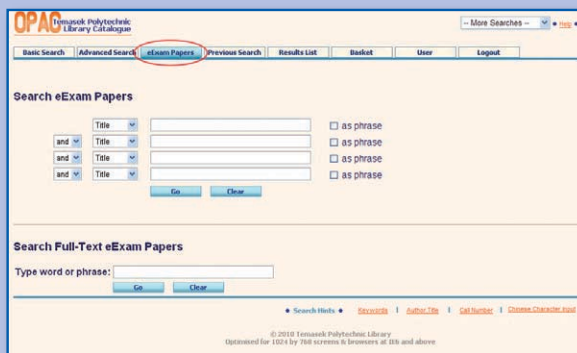 OPAC Temasek Polytechnic
Library Catalogue
-- More Searches -- Help
Basic Search Advanced Search eExam Papers Previous Search Results List Basket User Logout
Search eExam Papers
Title as phrase
and Title as phrase
and Title as phrase
and Title as phrase
Go Clear
Search Full-Text eExam Papers
Type word or phrase:
Go Clear
Search Hints Keywords | Author,Title | Call Number | Chinese Character Input
© 2010 Temasek Polytechnic Library
Optimised for 1024 by 768 screens & browsers at IE6 and above